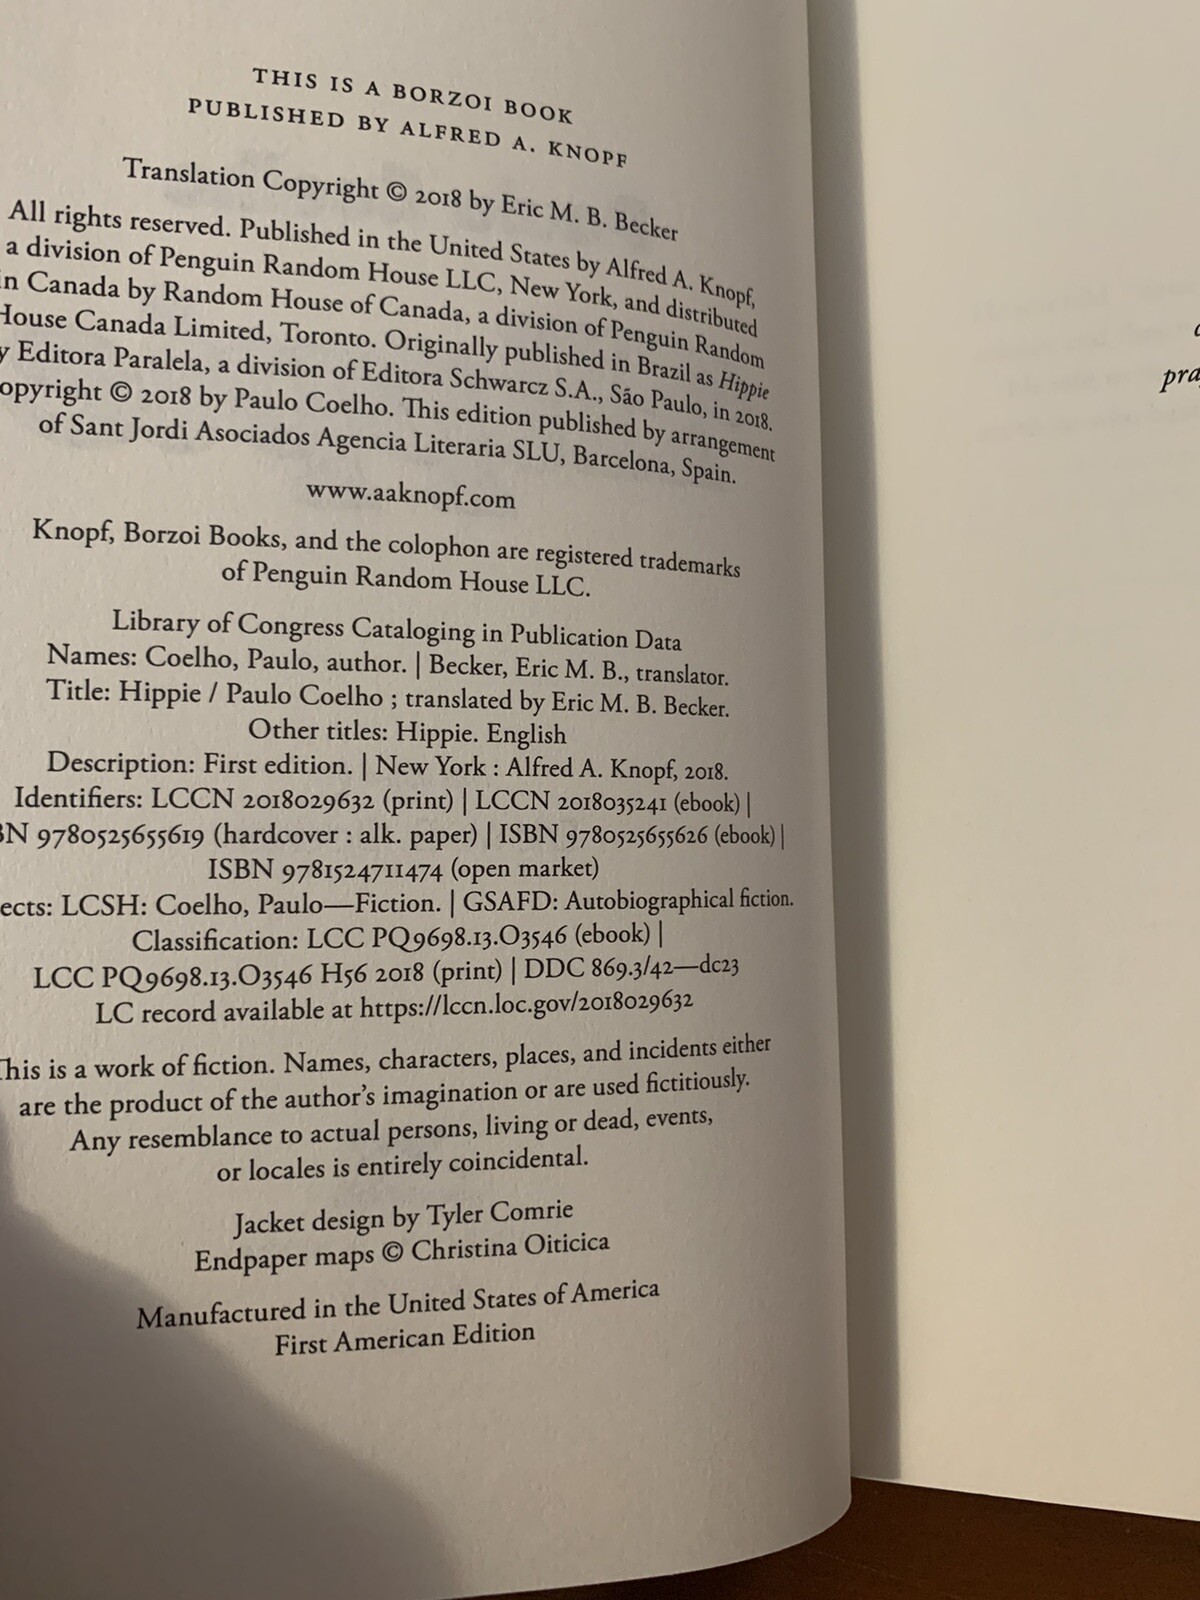 THIS IS A BORZOI BOOK
PUBLISHED BY ALFRED A. KNOPF
Translation Copyright © 2018 by Eric M. B. Becker
All rights reserved. Published in the United States by Alfred A. Knopf,
a division of Penguin Random House LLC, New York, and distributed
in Canada by Random House of Canada, a division of Penguin Random
House Canada Limited, Toronto. Originally published in Brazil as Hippie
y Editora Paralela, a division of Editora Schwarcz S.A., São Paulo, in 2018.
opyright © 2018 by Paulo Coelho. This edition published by arrangement
of Sant Jordi Asociados Agencia Literaria SLU, Barcelona, Spain.
www.aaknopf.com
Knopf, Borzoi Books, and the colophon are registered trademarks
of Penguin Random House LLC.
Library of Congress Cataloging in Publication Data
Names: Coelho, Paulo, author. | Becker, Eric M. B., translator.
Title: Hippie / Paulo Coelho ; translated by Eric M. B. Becker.
Other titles: Hippie. English
Description: First edition. | New York : Alfred A. Knopf, 2018.
Identifiers: LCCN 2018029632 (print) | LCCN 2018035241 (ebook) |
BN 9780525655619 (hardcover : alk. paper) | ISBN 9780525655626 (ebook) |
ISBN 9781524711474 (open market)
ects: LCSH: Coelho, Paulo—Fiction. | GSAFD: Autobiographical fiction.
Classification: LCC PQ9698.13.O3546 (ebook) |
LCC PQ9698.13.O3546 H56 2018 (print) | DDC 869.3/42—dc23
LC record available at https://lccn.loc.gov/2018029632
This is a work of fiction. Names, characters, places, and incidents either
are the product of the author's imagination or are used fictitiously.
Any resemblance to actual persons, living or dead, events,
or locales is entirely coincidental.
Jacket design by Tyler Comrie
Endpaper maps © Christina Oiticica
Manufactured in the United States of America
First American Edition